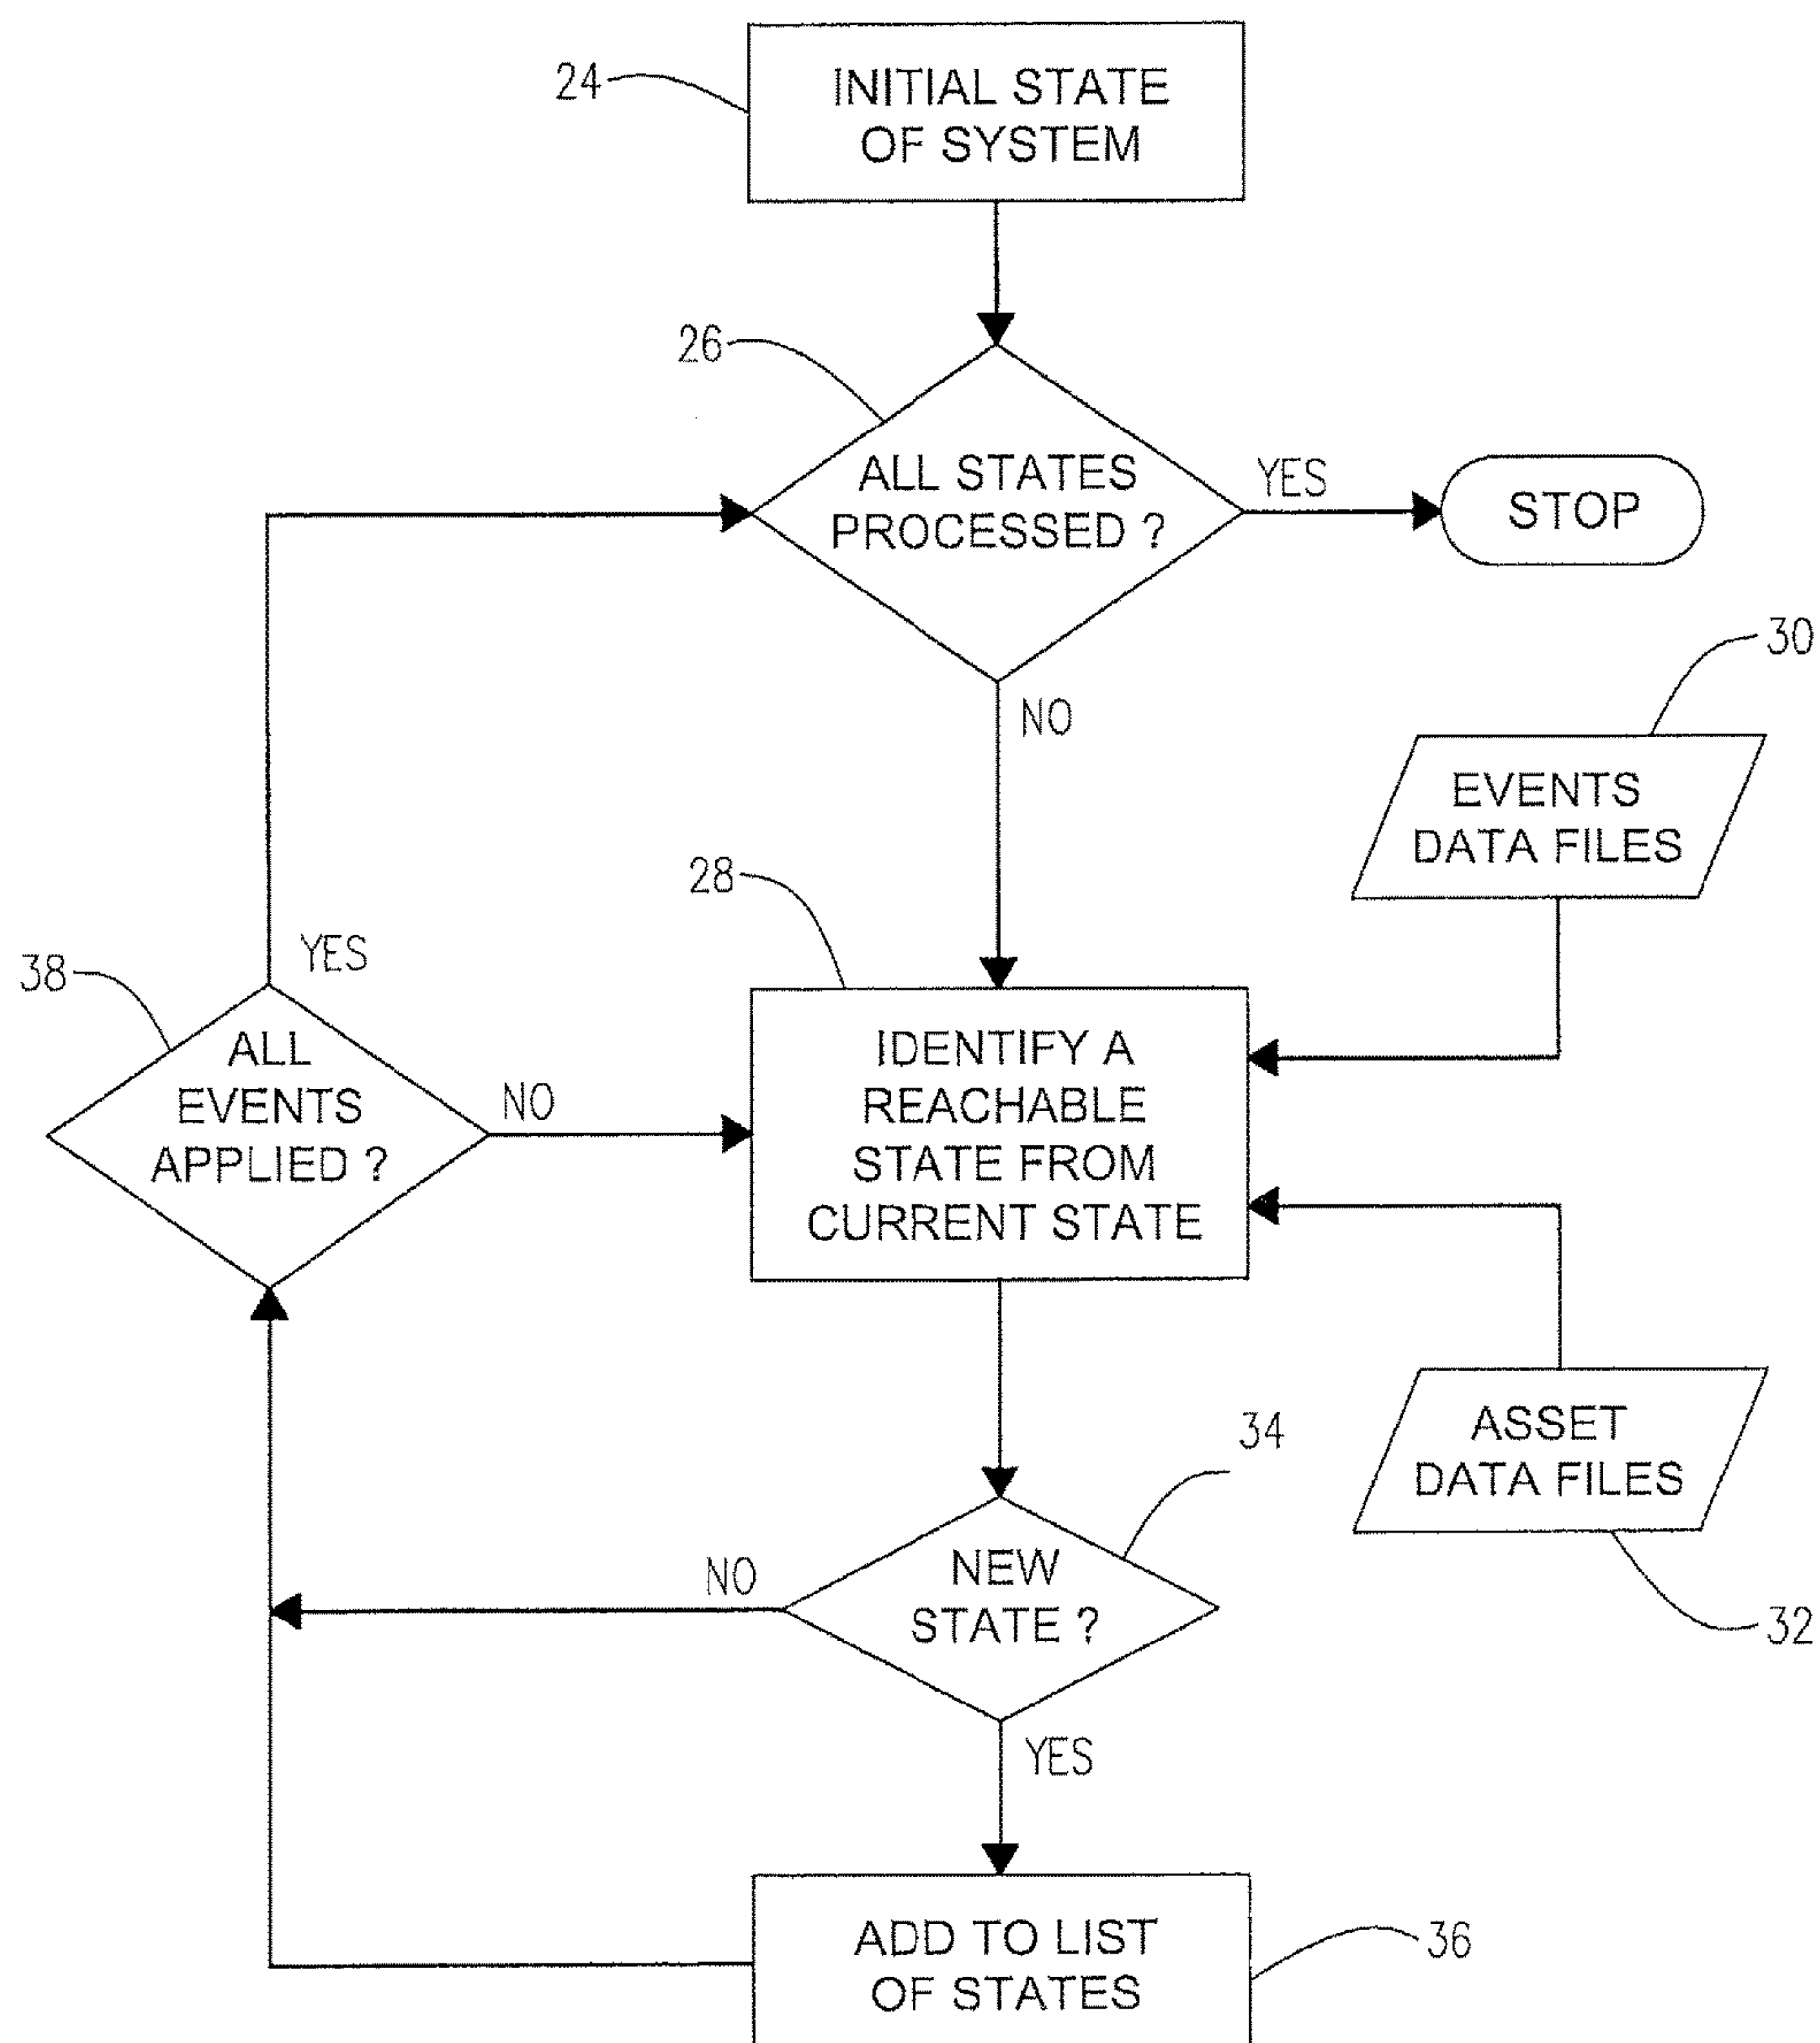 24
INITIAL STATE
OF SYSTEM
26
ALL STATES
PROCESSED ?
YES
STOP
NO
30
EVENTS
DATA FILES
28
38
YES
ALL
EVENTS
APPLIED ?
NO
IDENTIFY A
REACHABLE
STATE FROM
CURRENT STATE
34
ASSET
DATA FILES
32
NO
NEW
STATE ?
YES
ADD TO LIST
OF STATES
36